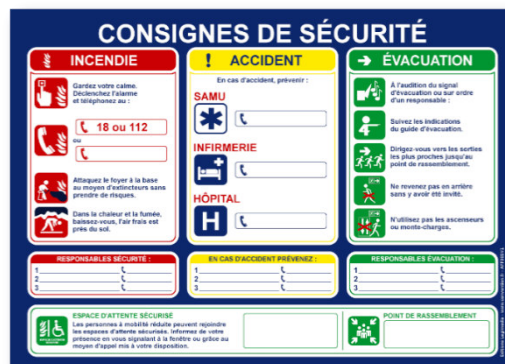 CONSIGNES DE SÉCURITÉ
INCENDIE
Gardez votre calme.
Déclenchez l'alarme
et téléphonez au :
18 ou 112
ou
Attaquez le foyer à la base
au moyen d'extincteurs sans
prendre de risques.
Dans la chaleur et la fumée,
baissez-vous, l'air frais est
près du sol.
! ACCIDENT
En cas d'accident, prévenir :
SAMU
INFIRMERIE
HÔPITAL
H
ÉVACUATION
À l'audition du signal
d'évacuation ou sur ordre
d'un responsable :
Suivez les indications
du guide d'évacuation.
Dirigez-vous vers les sorties
les plus proches jusqu'au
point de rassemblement.
Ne revenez pas en arrière
sans y avoir été invité.
N'utilisez pas les ascenseurs
ou monte-charges.
RESPONSABLES SÉCURITÉ :
1
2
3
EN CAS D'ACCIDENT PRÉVENEZ :
1
2
3
RESPONSABLES ÉVACUATION :
1
2
3
ESPACE D'ATTENTE SÉCURISÉ
Les personnes à mobilité réduite peuvent rejoindre
les espaces d'attente sécurisés. Informez de votre
présence en vous signalant à la fenêtre ou grâce au
moyen d'appel mis à votre disposition.
POINT DE RASSEMBLEMENT